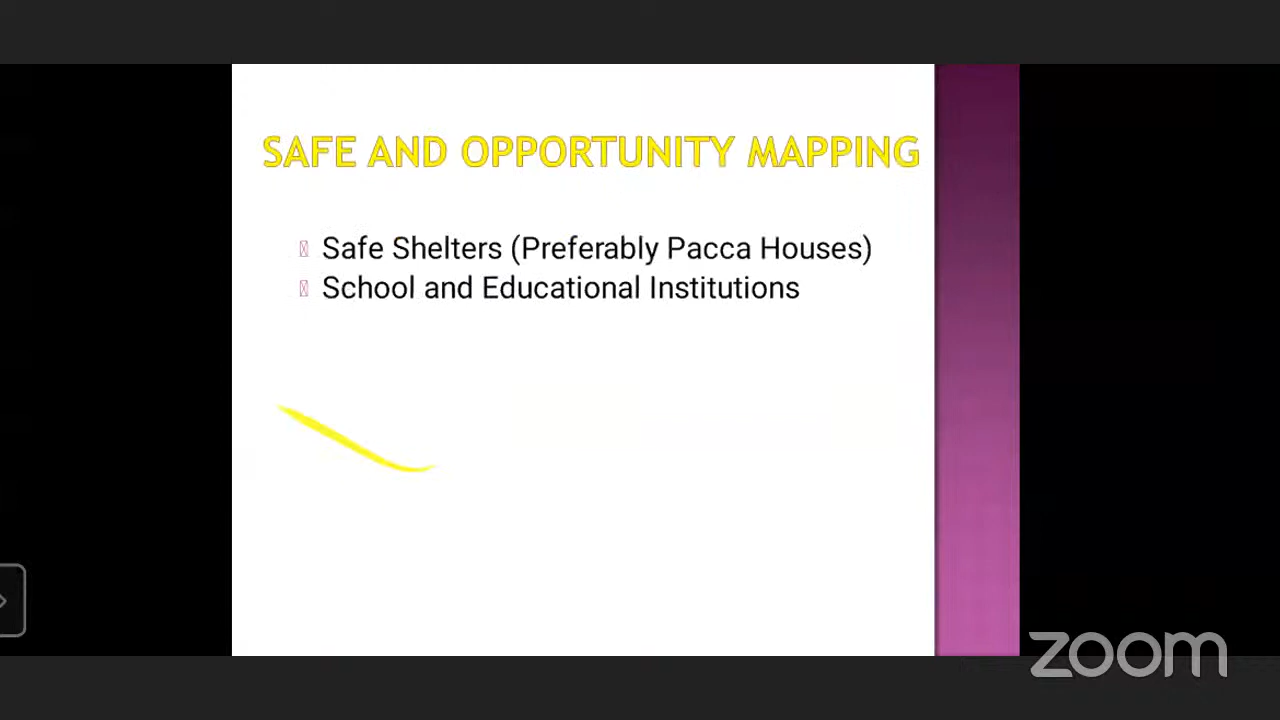 SAFE AND OPPORTUNITY MAPPING
Safe Shelters (Preferably Pacca Houses)
School and Educational Institutions
zoom